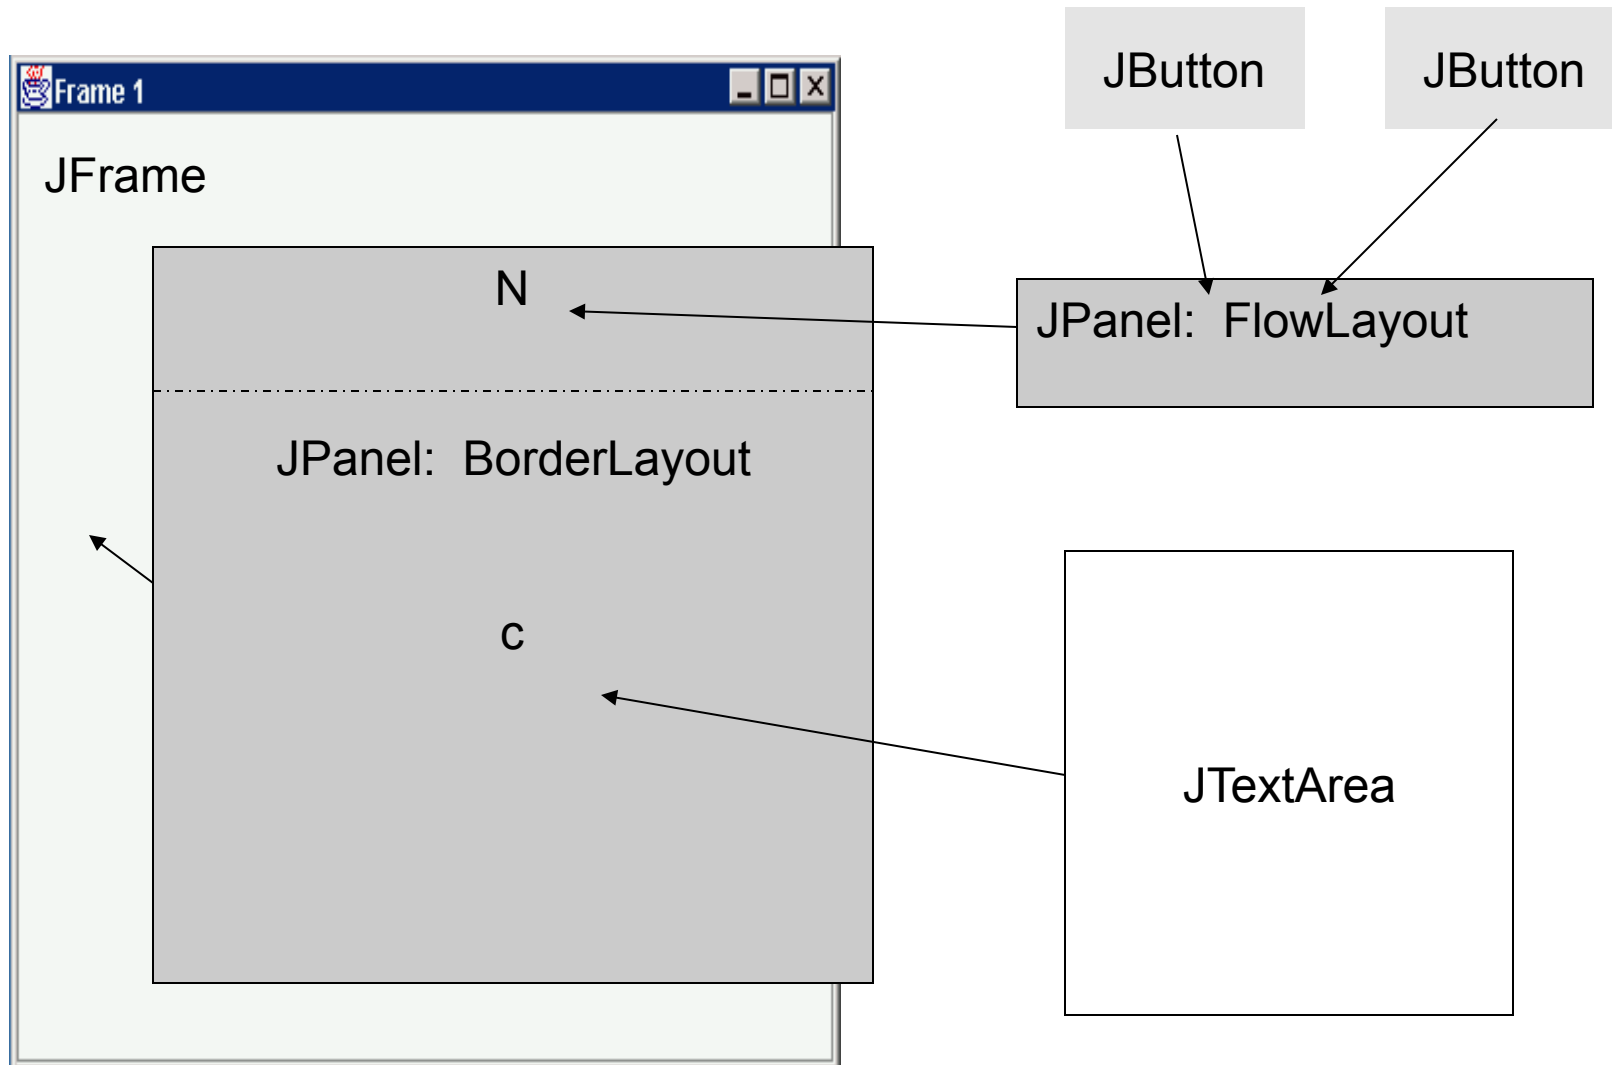 Frame 1
JFrame
N
JPanel: BorderLayout
c
JButton
JButton
JPanel: FlowLayout
JTextArea